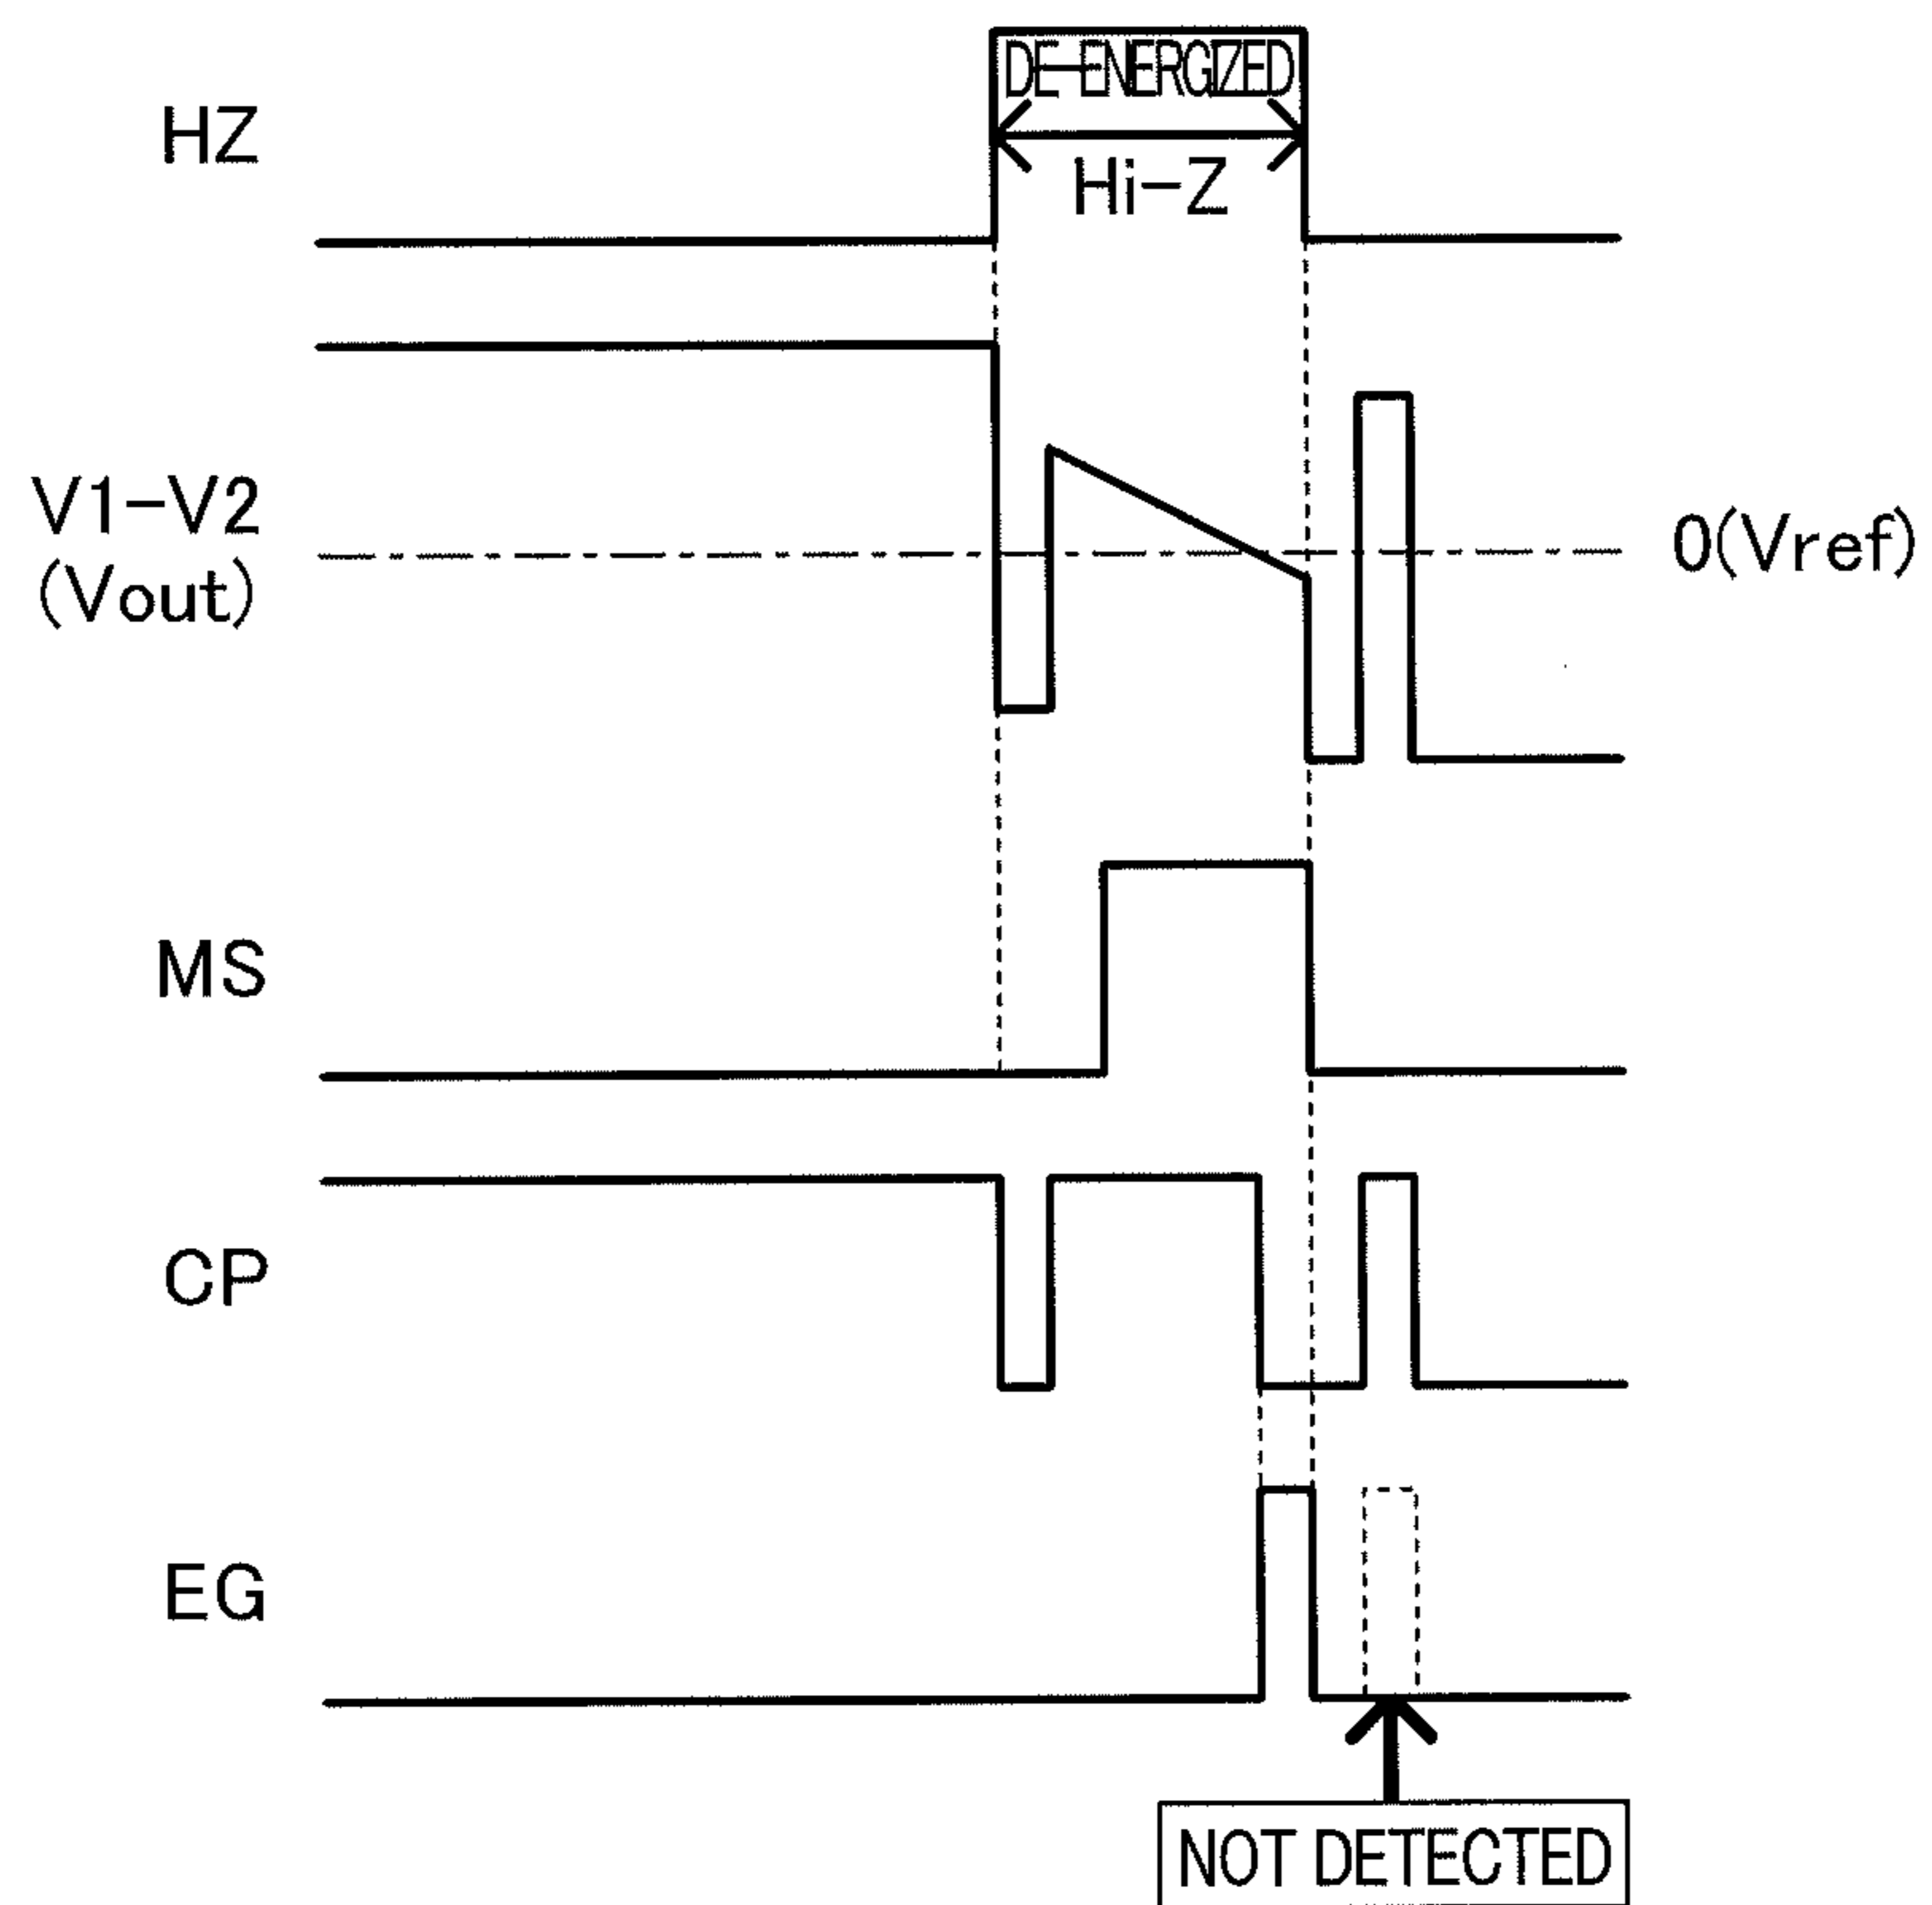 DE-ENERGIZED
HZ
Hi-Z
V1-V2
(Vout)
0(Vref)
MS
CP
EG
NOT DETECTED